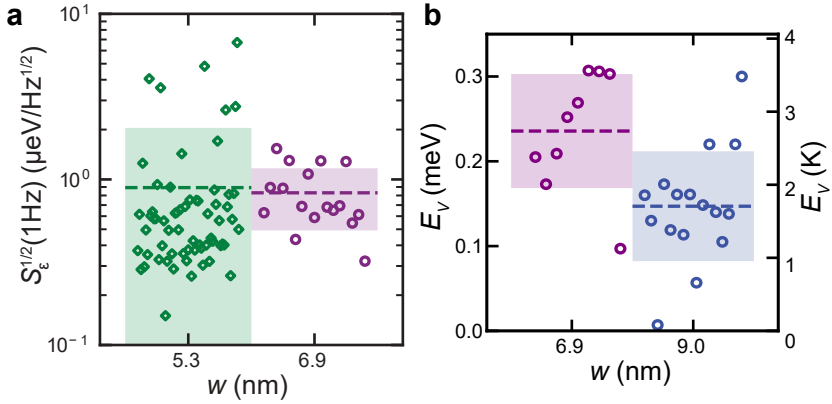 a
S_ε^{1/2}(1Hz) (μeV/Hz^{1/2})
10^1
10^0
10^{-1}
5.3
6.9
w (nm)
b
E_V (meV)
0.3
0.2
0.1
0.0
6.9
9.0
w (nm)
4
3
2
1
0
E_V (K)